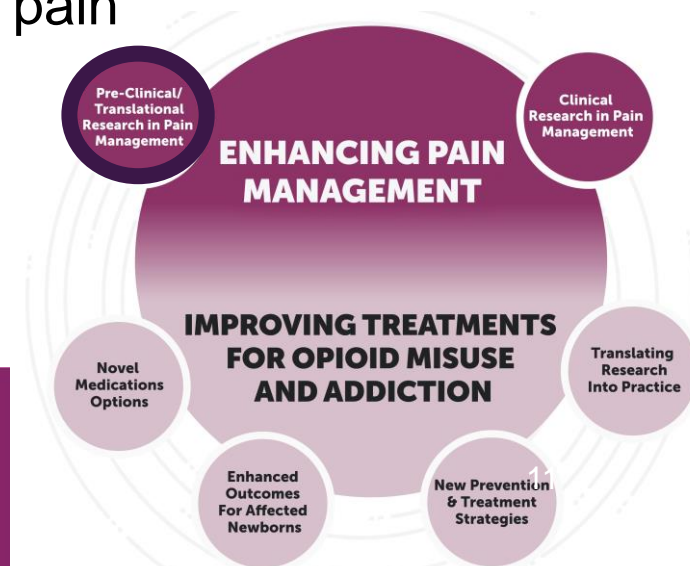 pain
Pre-Clinical/
Translational
Research in Pain
Management
Clinical
Research in Pain
Management
ENHANCING PAIN
MANAGEMENT
IMPROVING TREATMENTS
FOR OPIOID MISUSE
AND ADDICTION
Novel
Medications
Options
Translating
Research
Into Practice
Enhanced
Outcomes
For Affected
Newborns
New Prevention
& Treatment
Strategies
11